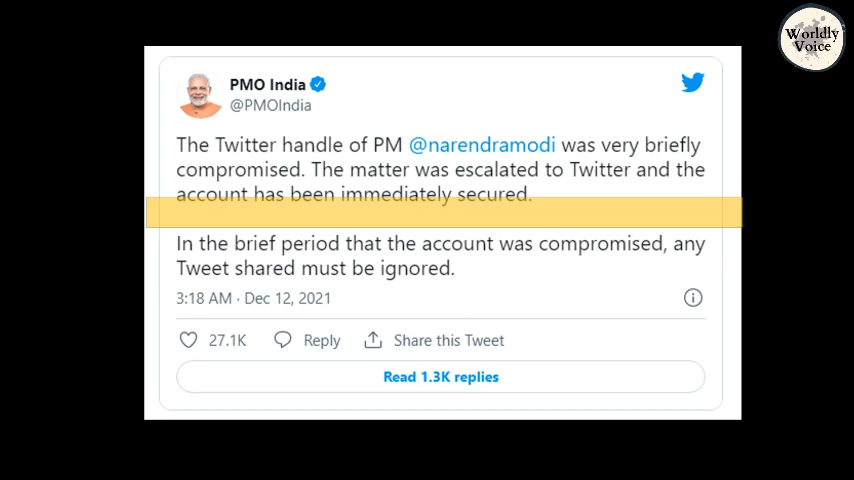 Worldly
Voice
PMO India
@PMOIndia
The Twitter handle of PM @narendramodi was very briefly
compromised. The matter was escalated to Twitter and the
account has been immediately secured.
In the brief period that the account was compromised, any
Tweet shared must be ignored.
3:18 AM · Dec 12, 2021
27.1K Reply Share this Tweet
Read 1.3K replies